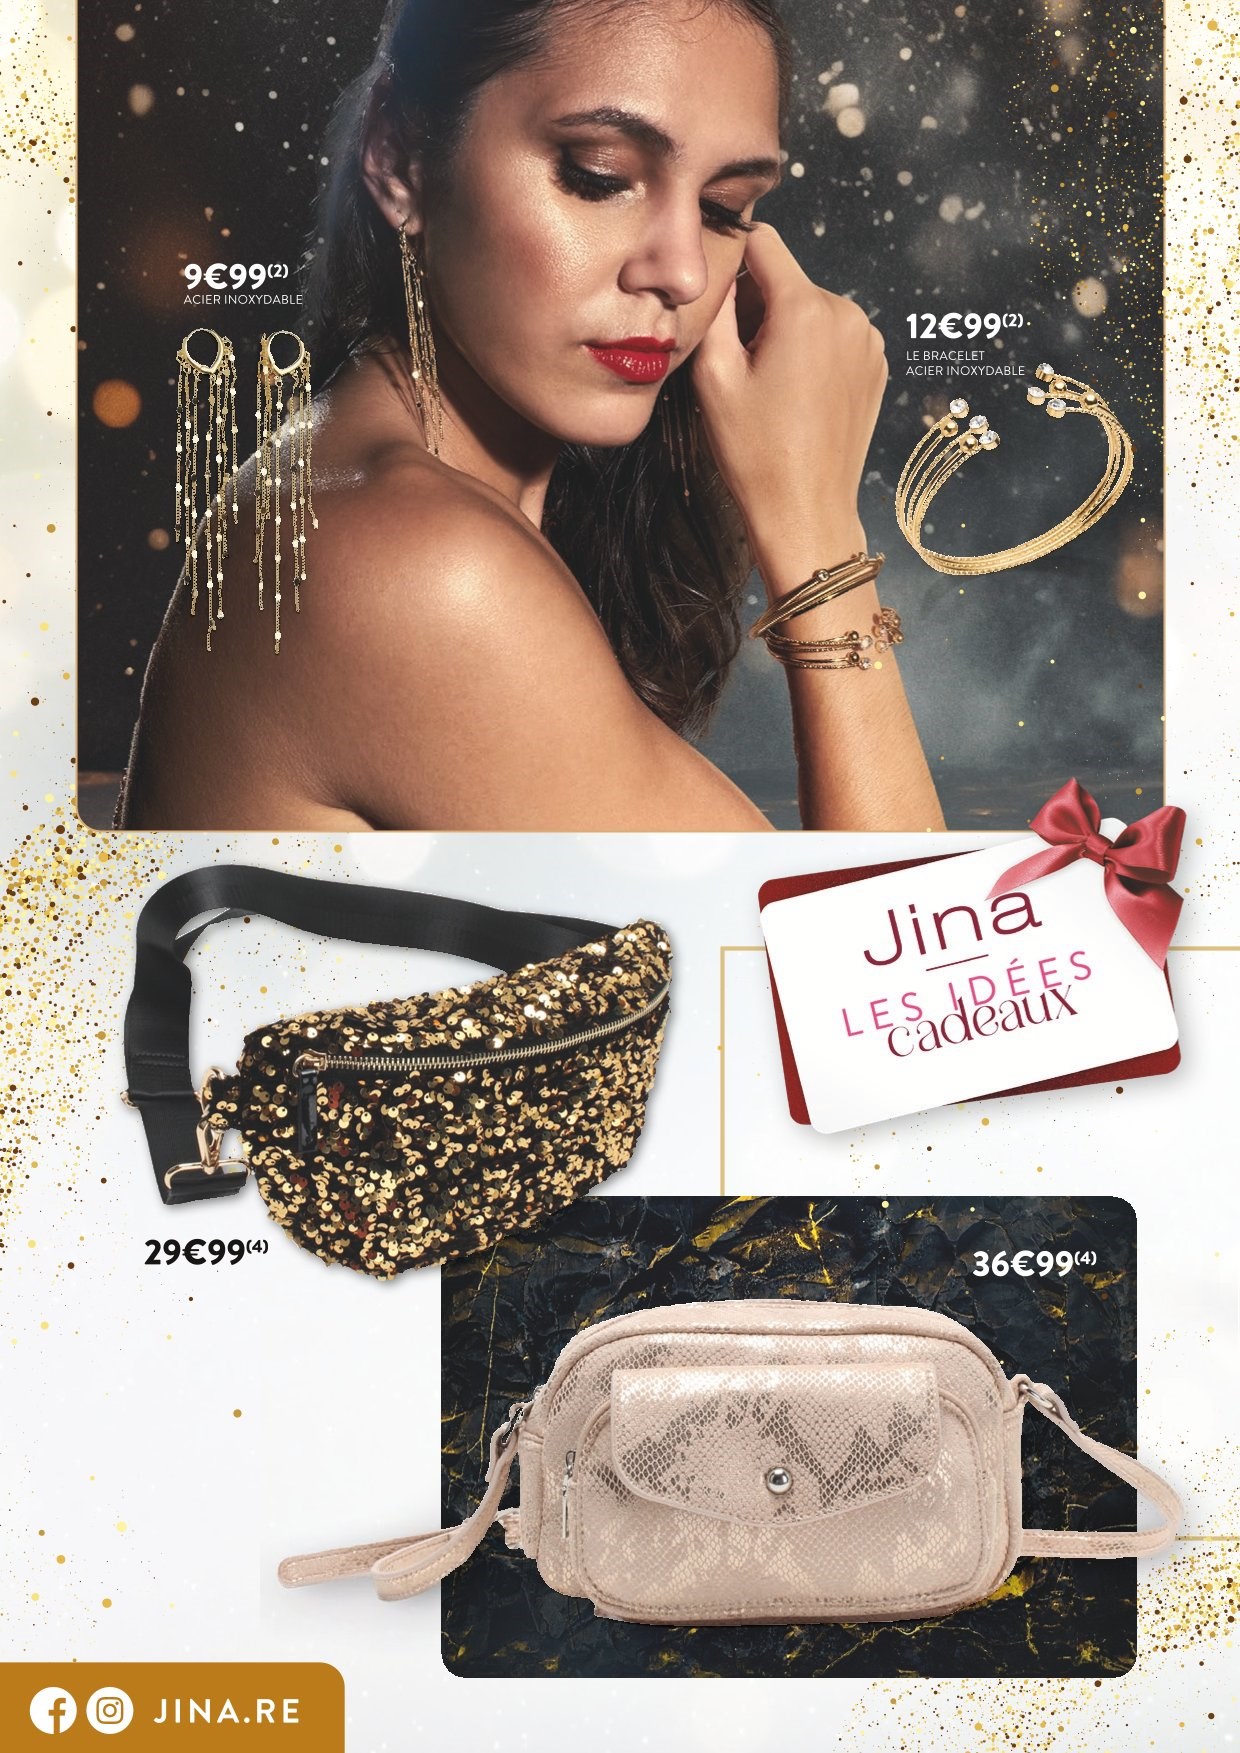 9€99(2)
ACIER INOXYDABLE
12€99(2)
LE BRACELET
ACIER INOXYDABLE
Jina
LES IDÉES
cadeaux
29€99(4)
36€99(4)
JINA.RE